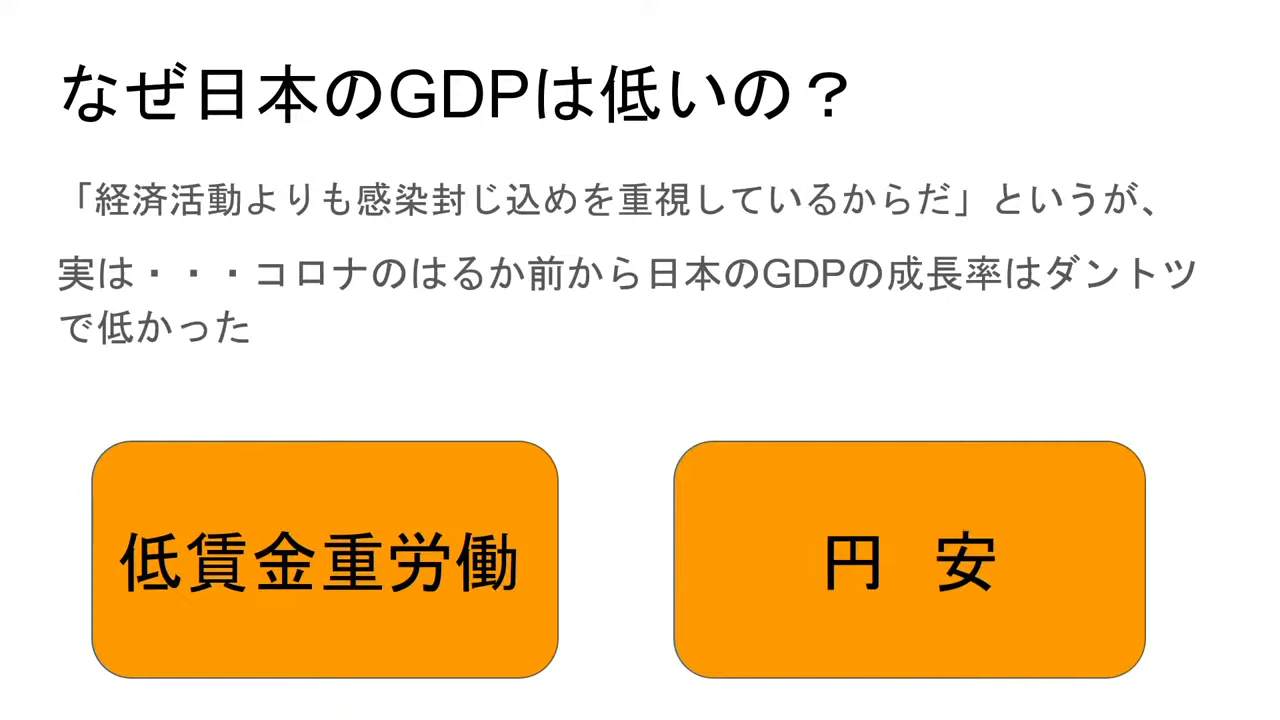 なぜ日本のGDPは低いの？
「経済活動よりも感染封じ込めを重視しているからだ」というが、
実は・・・コロナのはるか前から日本のGDPの成長率はダントツ
で低かった
低賃金重労働
円　安